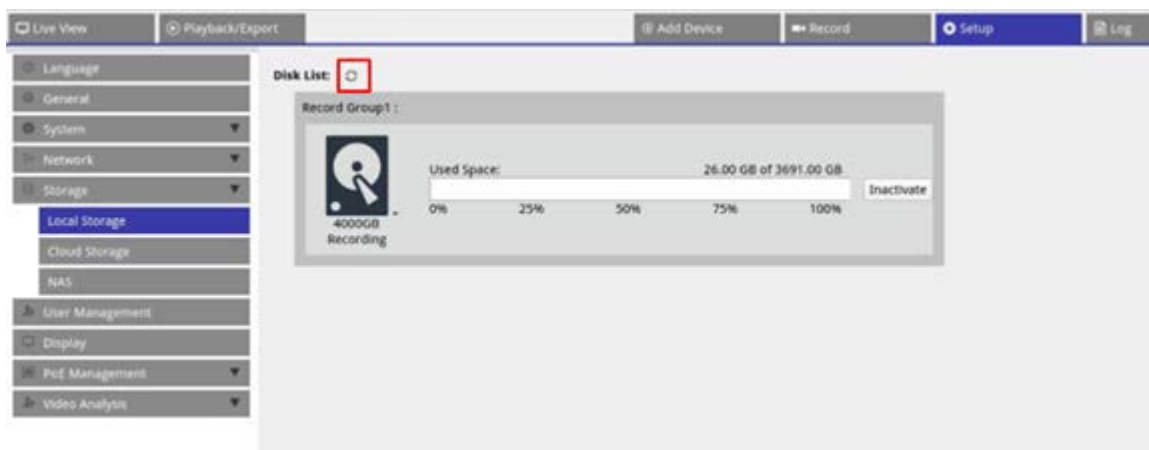 Live View
Playback/Export
Add Device
Record
Setup
Log
Language
General
System
Network
Storage
Local Storage
Cloud Storage
NAS
User Management
Display
PoE Management
Video Analysis
Disk List:
Record Group1 :
4000GB
Recording
Used Space:
26.00 GB of 3691.00 GB
0% 25% 50% 75% 100%
Inactivate